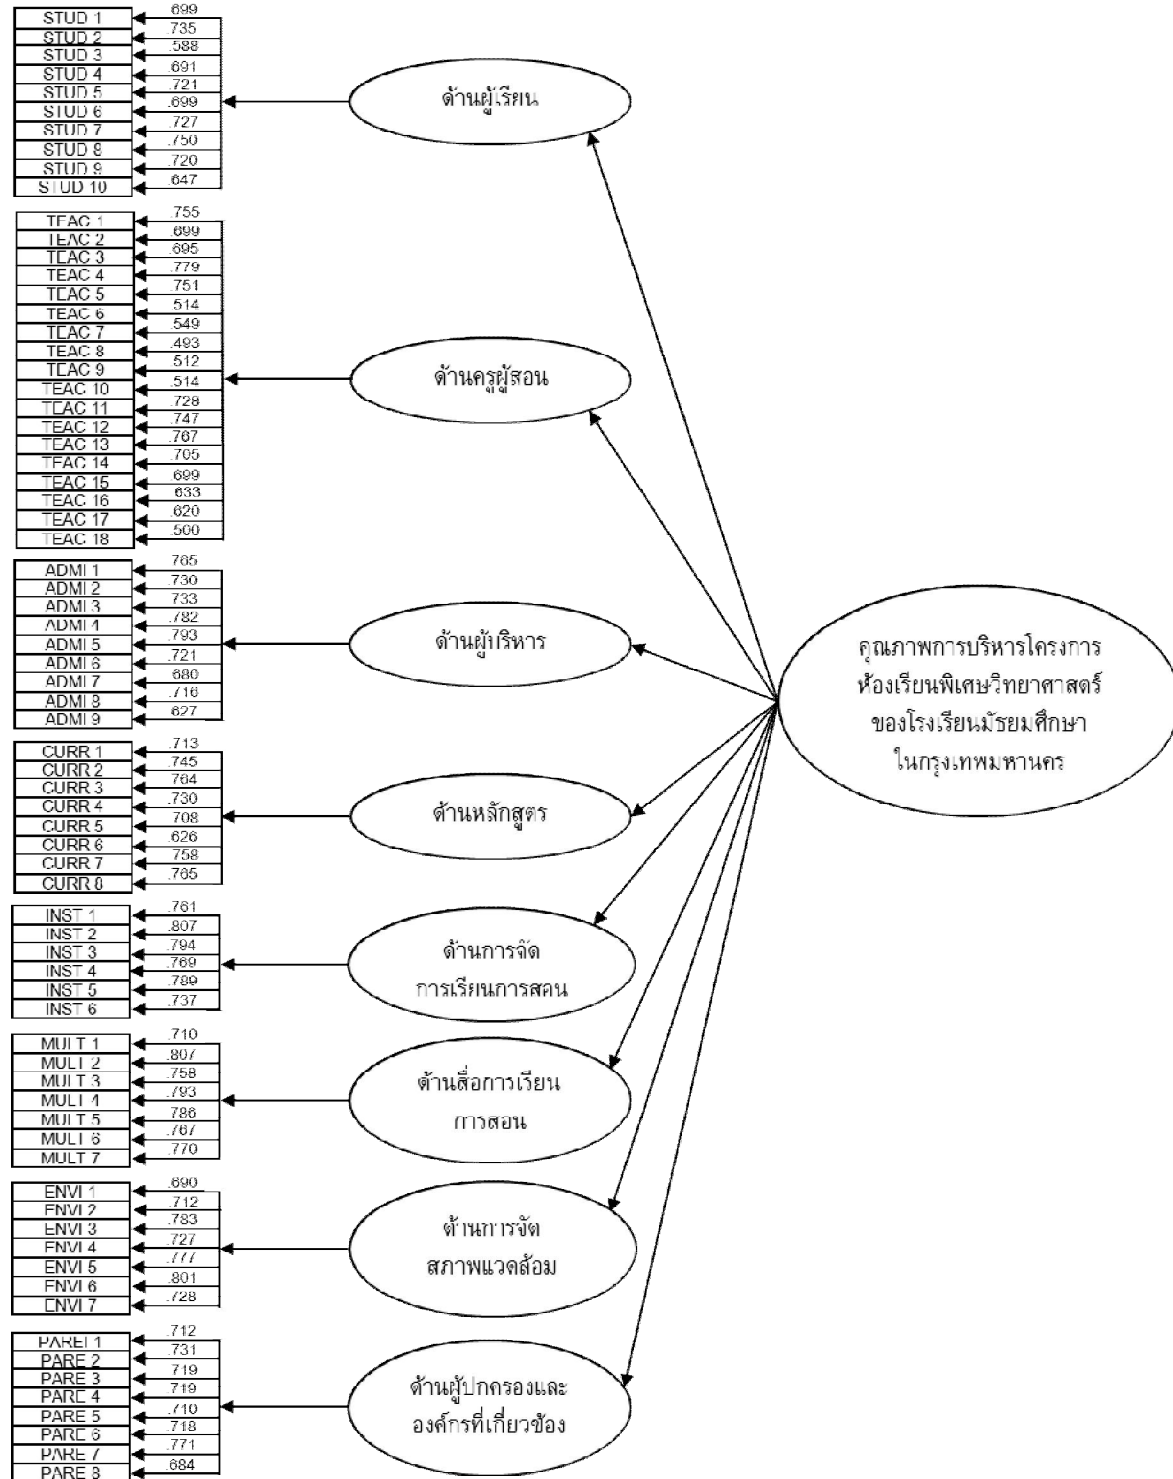 STUD 1 .699
STUD 2 .735
STUD 3 .588
STUD 4 .691
STUD 5 .721
STUD 6 .699
STUD 7 .727
STUD 8 .750
STUD 9 .720
STUD 10 .647
ด้านผู้เรียน
TEAC 1 .755
TEAC 2 .699
TEAC 3 .695
TEAC 4 .779
TEAC 5 .751
TEAC 6 .514
TEAC 7 .549
TEAC 8 .493
TEAC 9 .512
TEAC 10 .514
TEAC 11 .728
TEAC 12 .747
TEAC 13 .767
TEAC 14 .705
TEAC 15 .699
TEAC 16 .633
TEAC 17 .620
TEAC 18 .500
ด้านครูผู้สอน
ADMI 1 .765
ADMI 2 .730
ADMI 3 .733
ADMI 4 .782
ADMI 5 .793
ADMI 6 .721
ADMI 7 .680
ADMI 8 .716
ADMI 9 .627
ด้านผู้บริหาร
คุณภาพการบริหารโครงการ
ห้องเรียนพิเศษวิทยาศาสตร์
ของโรงเรียนมัธยมศึกษา
ในกรุงเทพมหานคร
CURR 1 .713
CURR 2 .745
CURR 3 .764
CURR 4 .730
CURR 5 .708
CURR 6 .626
CURR 7 .758
CURR 8 .765
ด้านหลักสูตร
INST 1 .761
INST 2 .807
INST 3 .794
INST 4 .769
INST 5 .789
INST 6 .737
ด้านการจัด
การเรียนการสอน
MULT 1 .710
MULT 2 .807
MULT 3 .758
MULT 4 .793
MULT 5 .786
MULT 6 .767
MULT 7 .770
ด้านสื่อการเรียน
การสอน
ENVI 1 .690
ENVI 2 .712
ENVI 3 .783
ENVI 4 .727
ENVI 5 .777
ENVI 6 .801
ENVI 7 .728
ด้านการจัด
สภาพแวดล้อม
PAREI 1 .712
PARE 2 .731
PARE 3 .719
PARE 4 .719
PARE 5 .710
PARE 6 .718
PARE 7 .771
PARE 8 .684
ด้านผู้ปกครองและ
องค์กรที่เกี่ยวข้อง